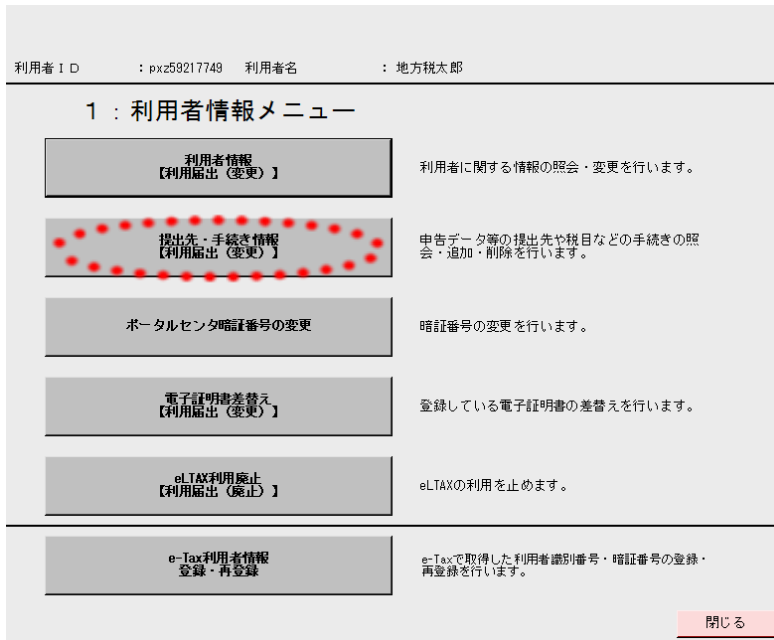 利用者ＩＤ ：pxz59217749 利用者名 ：地方税太郎
１：利用者情報メニュー
利用者情報
【利用届出（変更）】
利用者に関する情報の照会・変更を行います。
提出先・手続き情報
【利用届出（変更）】
申告データ等の提出先や税目などの手続きの照
会・追加・削除を行います。
ポータルセンタ暗証番号の変更
暗証番号の変更を行います。
電子証明書差替え
【利用届出（変更）】
登録している電子証明書の差替えを行います。
eLTAX利用廃止
【利用届出（廃止）】
eLTAXの利用を止めます。
e-Tax利用者情報
登録・再登録
e-Taxで取得した利用者識別番号・暗証番号の登録・
再登録を行います。
閉じる